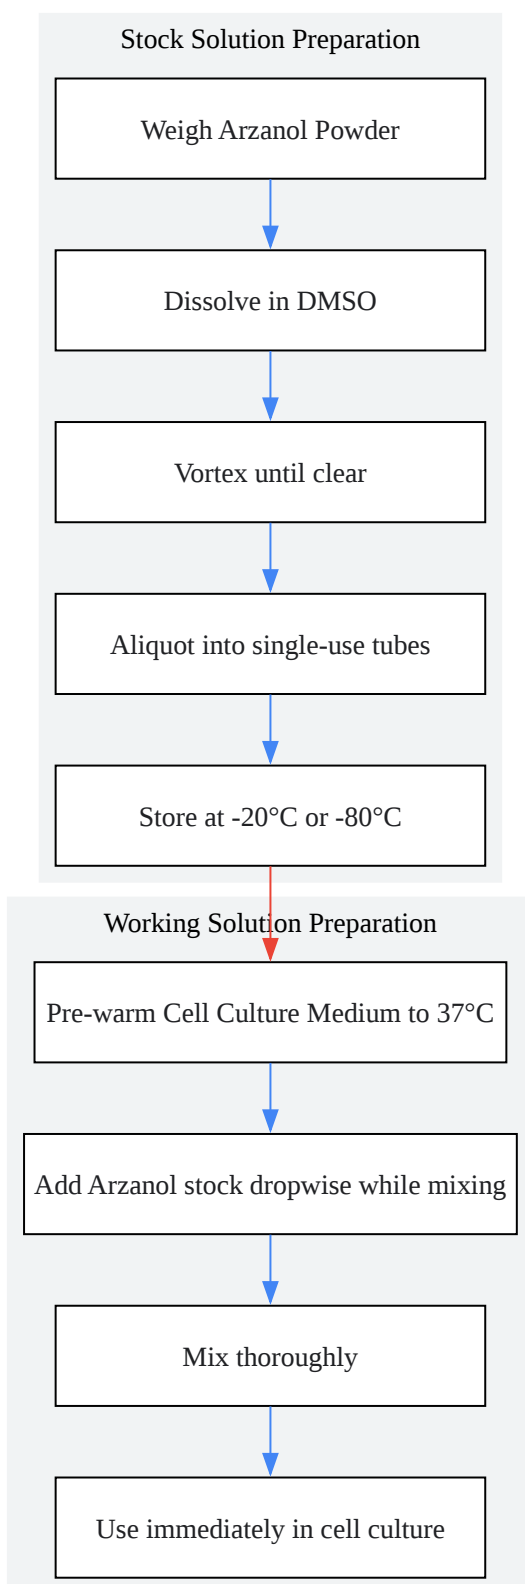 Stock Solution Preparation
Weigh Arzanol Powder
Dissolve in DMSO
Vortex until clear
Aliquot into single-use tubes
Store at -20°C or -80°C
Working Solution Preparation
Pre-warm Cell Culture Medium to 37°C
Add Arzanol stock dropwise while mixing
Mix thoroughly
Use immediately in cell culture